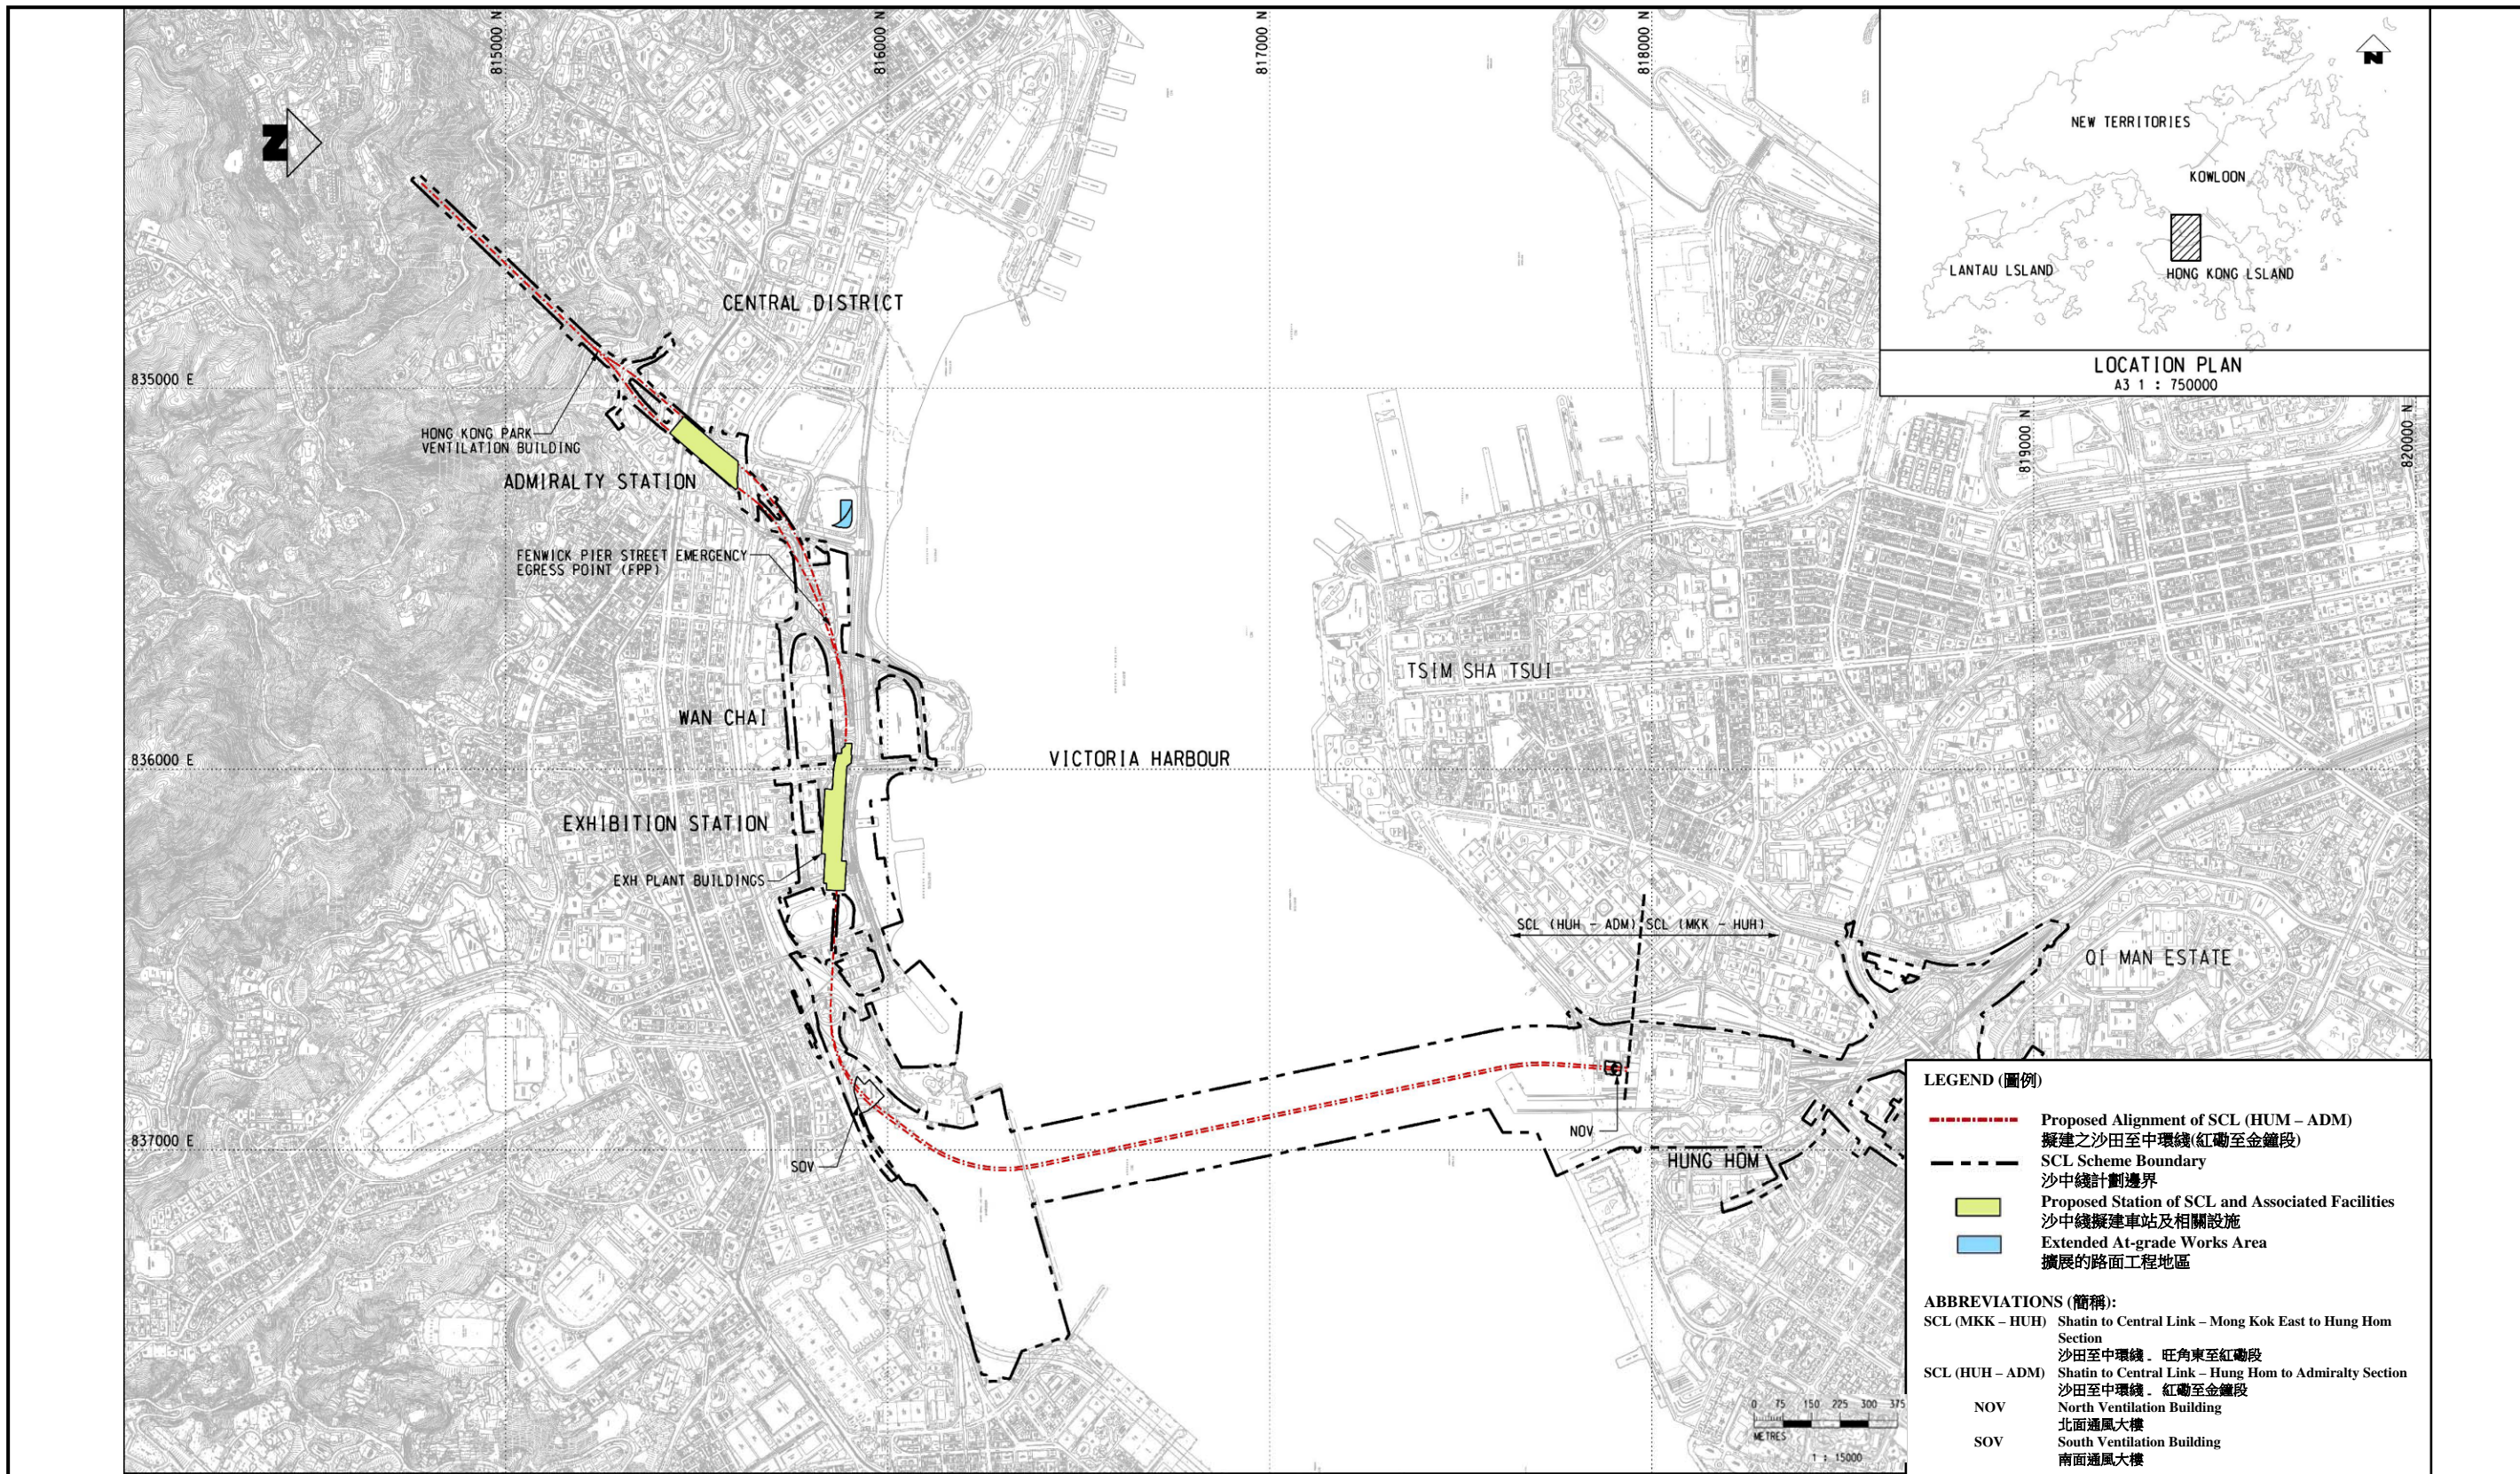 815000 N
816000 N
817000 N
818000 N
819000 N
820000 N
835000 E
836000 E
837000 E
N
CENTRAL DISTRICT
HONG KONG PARK
VENTILATION BUILDING
ADMIRALTY STATION
FENWICK PIER STREET EMERGENCY
EGRESS POINT (FPP)
WAN CHAI
EXHIBITION STATION
EXH PLANT BUILDINGS
SOV
VICTORIA HARBOUR
TSIM SHA TSUI
SCL (HUH - ADM) SCL (MKK - HUH)
QI MAN ESTATE
NOV
HUNG HOM
N
NEW TERRITORIES
KOWLOON
LANTAU LSLAND
HONG KONG LSLAND
LOCATION PLAN
A3 1 : 750000
LEGEND (圖例)
Proposed Alignment of SCL (HUM – ADM)
擬建之沙田至中環綫(紅磡至金鐘段)
SCL Scheme Boundary
沙中綫計劃邊界
Proposed Station of SCL and Associated Facilities
沙中綫擬建車站及相關設施
Extended At-grade Works Area
擴展的路面工程地區
ABBREVIATIONS (簡稱):
SCL (MKK – HUH) Shatin to Central Link – Mong Kok East to Hung Hom
Section
沙田至中環綫﹣旺角東至紅磡段
SCL (HUH – ADM) Shatin to Central Link – Hung Hom to Admiralty Section
沙田至中環綫﹣紅磡至金鐘段
NOV North Ventilation Building
北面通風大樓
SOV South Ventilation Building
南面通風大樓
0 75 150 225 300 375
METRES
1 : 15000